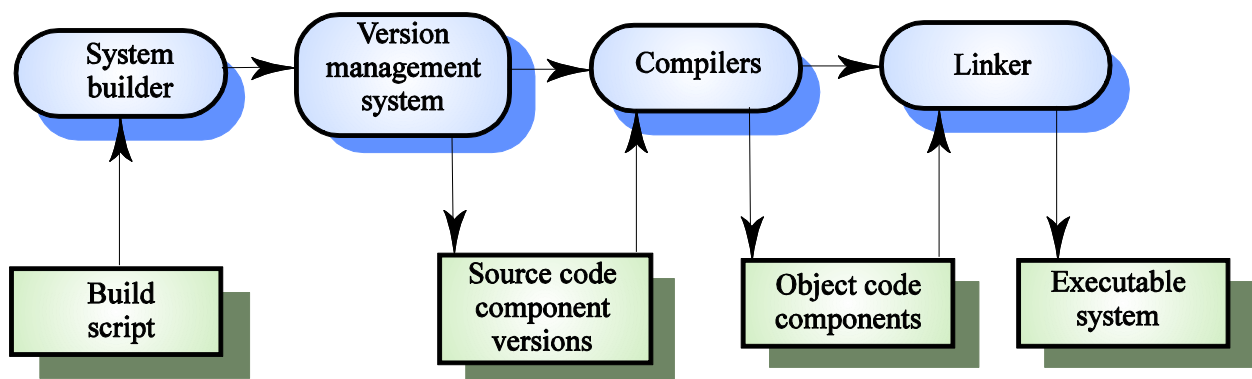 System
builder
Version
management
system
Compilers
Linker
Build
script
Source code
component
versions
Object code
components
Executable
system